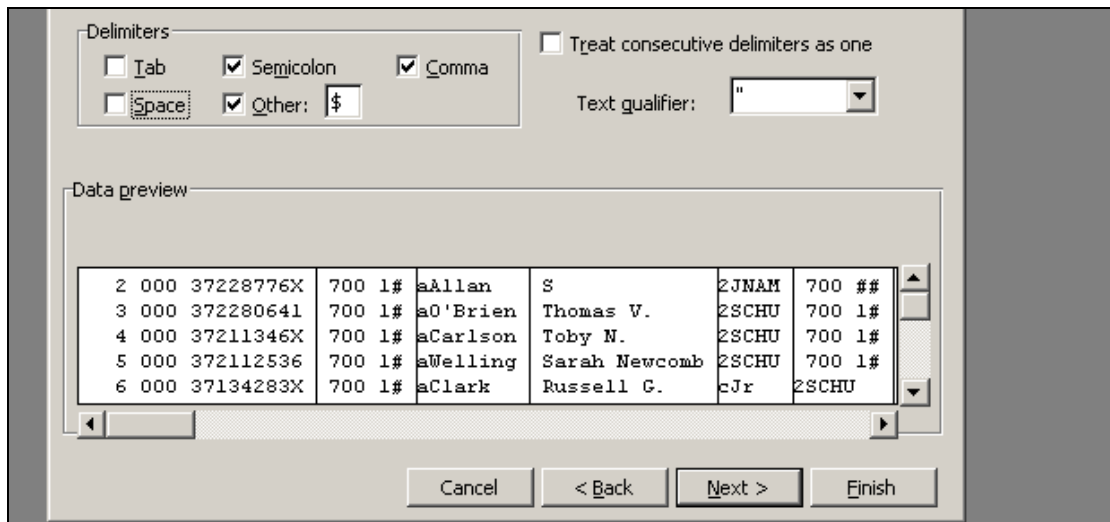 Delimiters
Treat consecutive delimiters as one
Tab Semicolon Comma
Space Other: $ Text qualifier: "
Data preview
2 000 37228776X 700 1# aAllan S 2JNAM 700 ##
3 000 372280641 700 1# aO'Brien Thomas V. 2SCHU 700 1#
4 000 37211346X 700 1# aCarlson Toby N. 2SCHU 700 1#
5 000 372112536 700 1# aWelling Sarah Newcomb 2SCHU 700 1#
6 000 37134283X 700 1# aClark Russell G. cJr 2SCHU
Cancel < Back Next > Finish